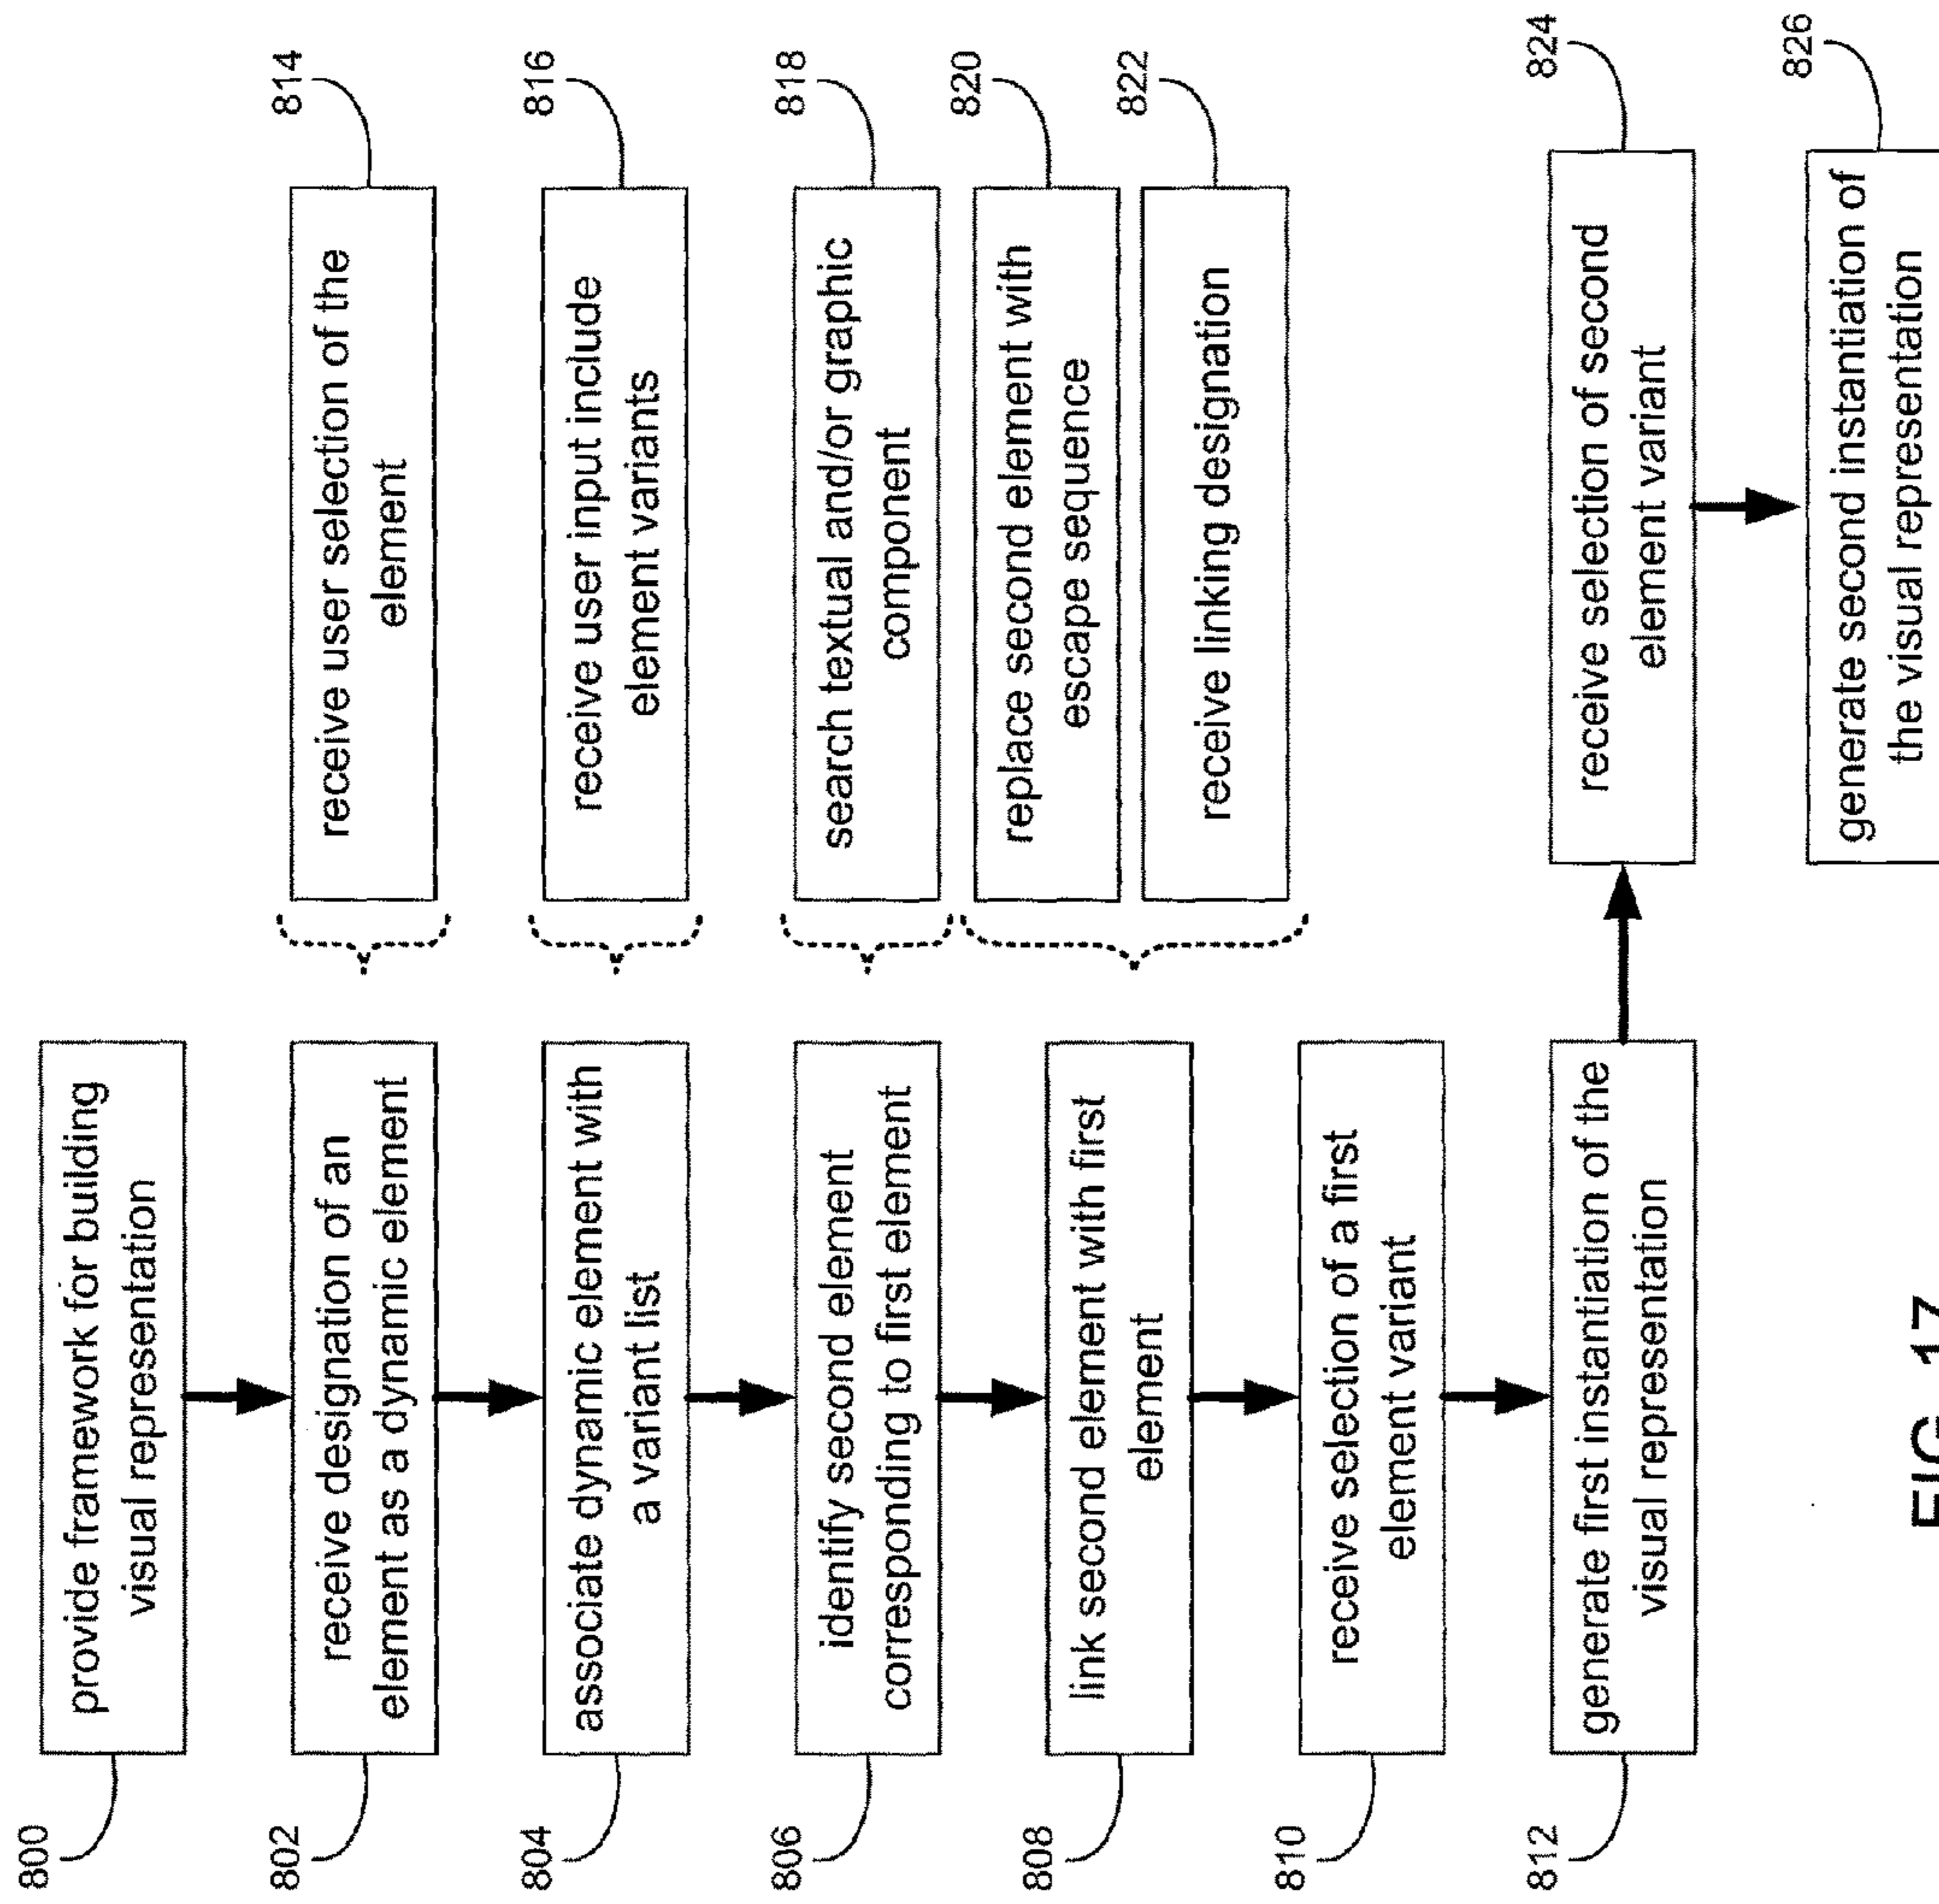 800
provide framework for building
visual representation
802
receive designation of an
element as a dynamic element
814
receive user selection of the
element
804
associate dynamic element with
a variant list
816
receive user input include
element variants
806
identify second element
corresponding to first element
818
search textual and/or graphic
component
808
link second element with first
element
820
replace second element with
escape sequence
822
receive linking designation
810
receive selection of a first
element variant
812
generate first instantiation of the
visual representation
824
receive selection of second
element variant
826
generate second instantiation of
the visual representation
FIG. 17